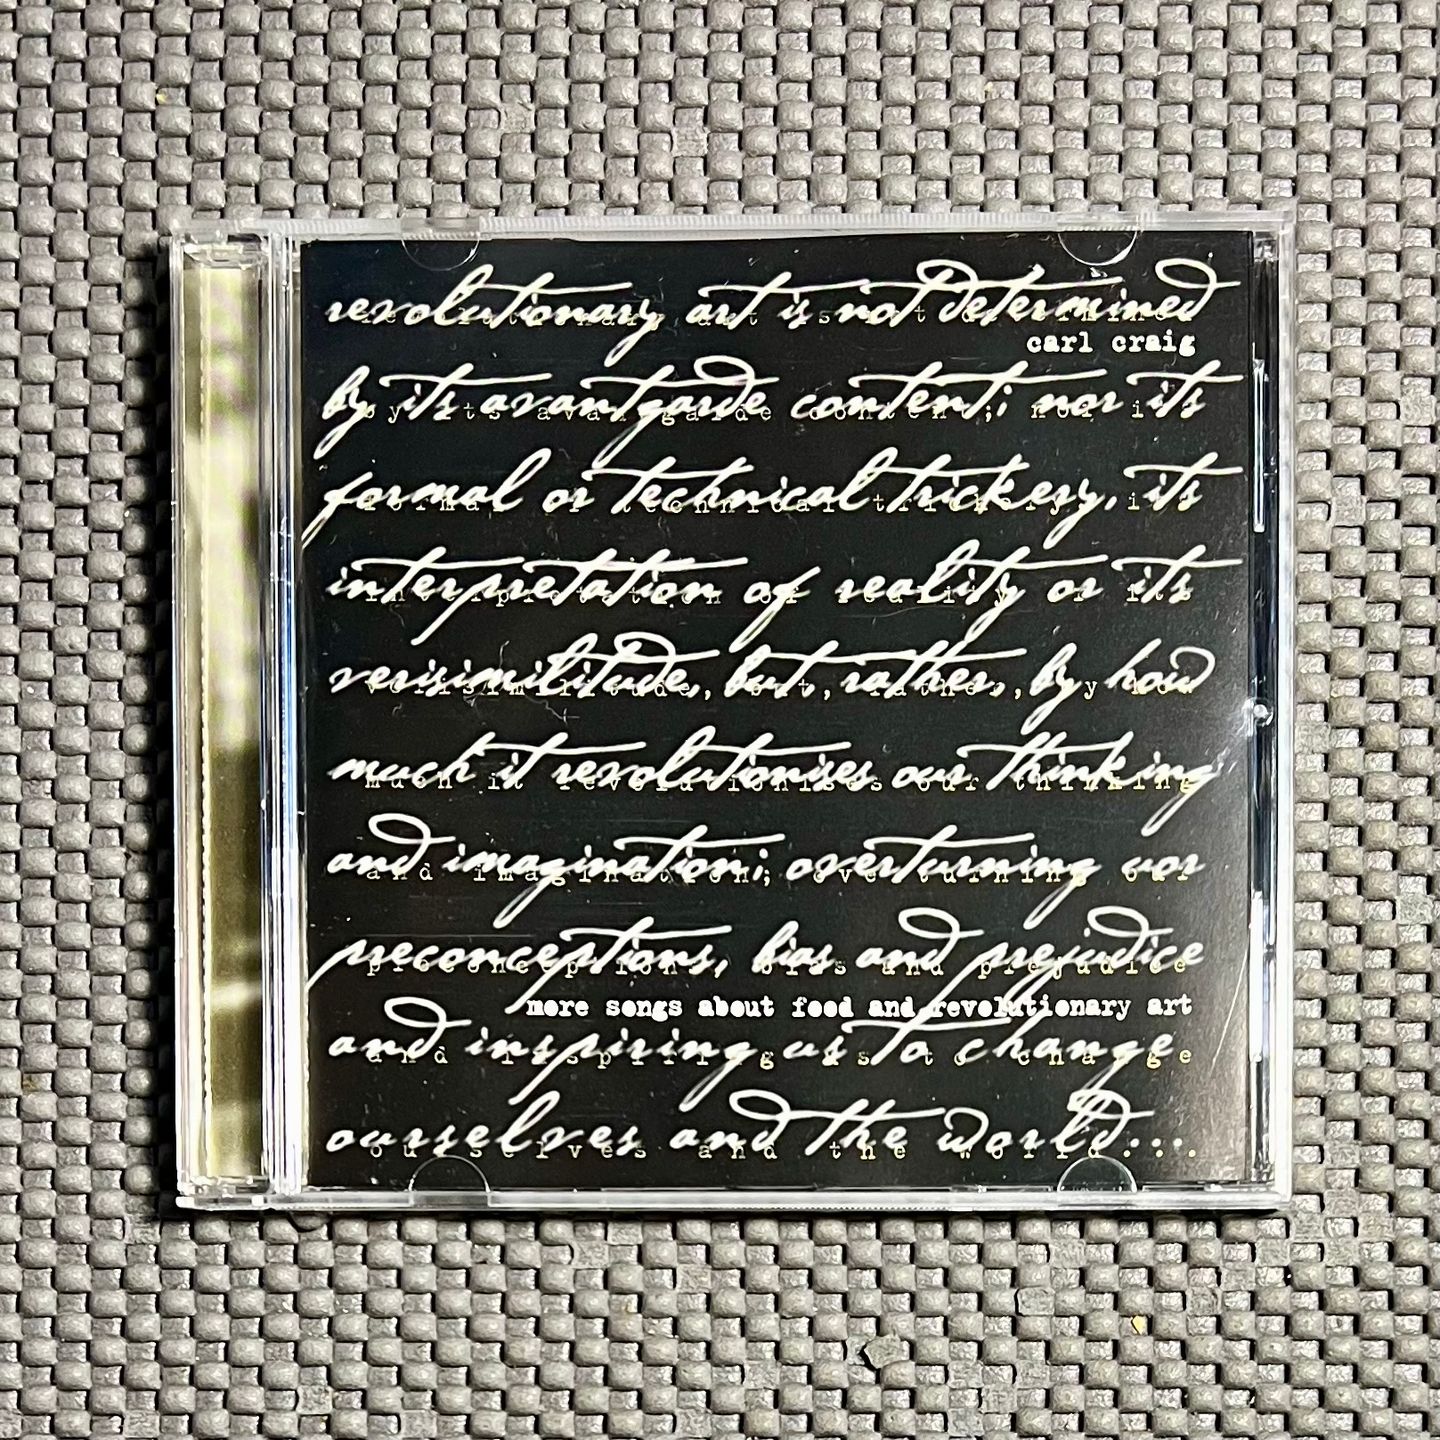 revolutionary art is not determined
carl craig
by its avantgarde content; nor its
formal or technical trickery, its
interpretation of reality or its
verisimilitude, but, rather, by how
much it revolutionises our thinking
and imagination; overturning our
preconceptions, bias and prejudice
more songs about food and revolutionary art
and inspiring us to change
ourselves and the world...